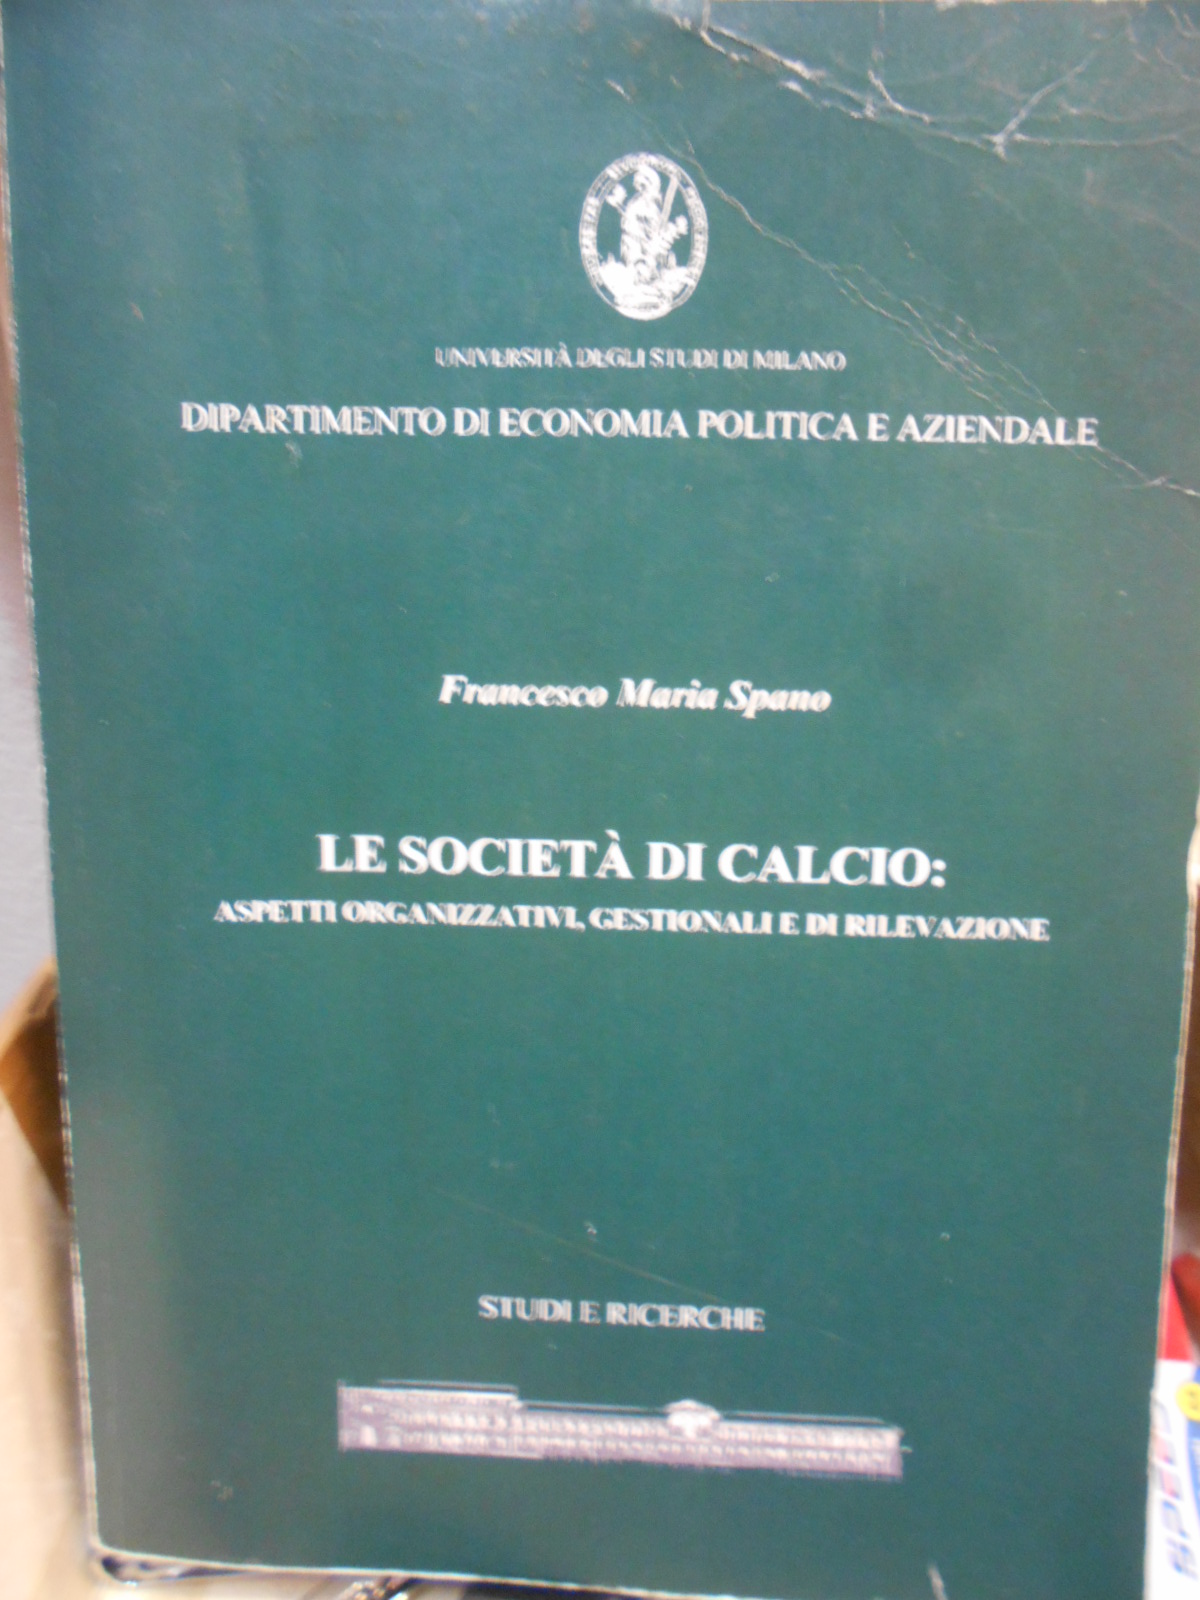 UNIVERSITÀ DEGLI STUDI DI MILANO
DIPARTIMENTO DI ECONOMIA POLITICA E AZIENDALE
Francesco Maria Spano
LE SOCIETÀ DI CALCIO:
ASPETTI ORGANIZZATIVI, GESTIONALI E DI RILEVAZIONE
STUDI E RICERCHE